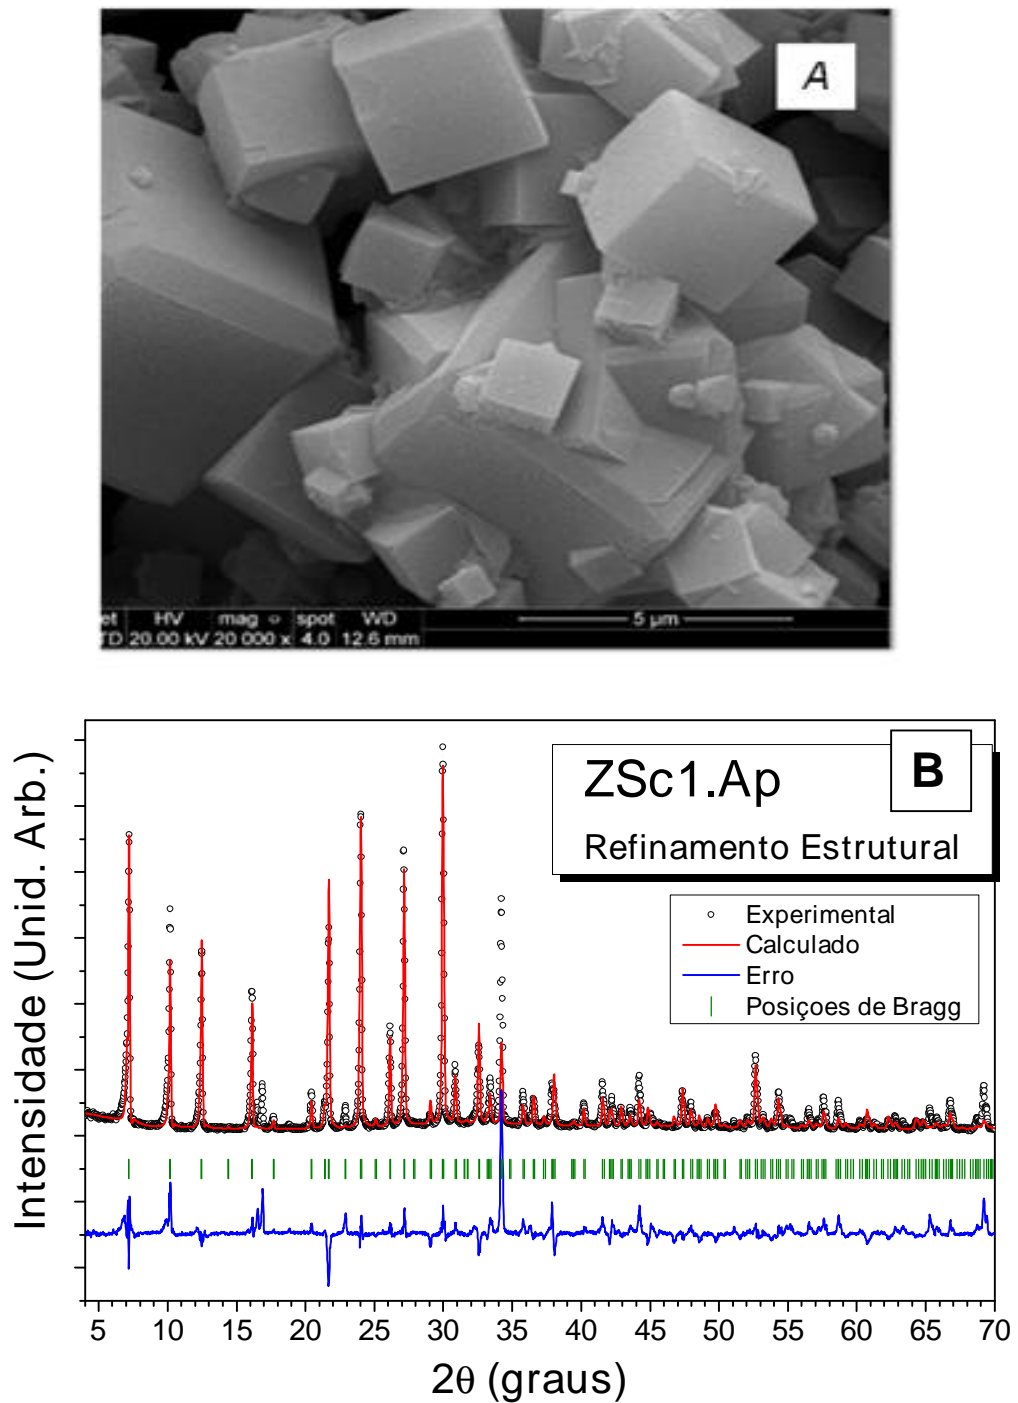 A
et HV mag spot WD 5 µm
TD 20.00 kV 20 000 x 4.0 12.6 mm
B
ZSc1.Ap
Refinamento Estrutural
Experimental
Calculado
Erro
Posiçoes de Bragg
Intensidade (Unid. Arb.)
5 10 15 20 25 30 35 40 45 50 55 60 65 70
2θ (graus)